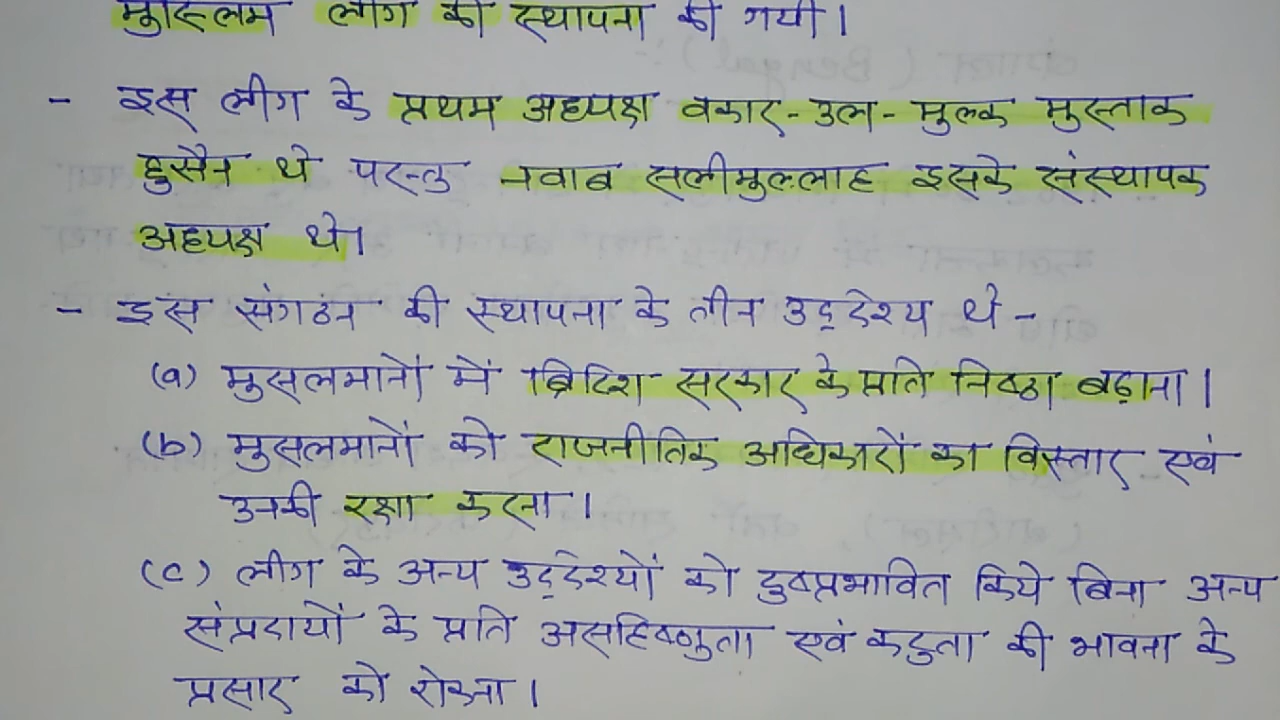 मुस्लिम लीग की स्थापना की गयी।
- इस लीग के प्रथम अध्यक्ष वकार-उल-मुल्क मुस्ताक
हुसैन थे परन्तु नवाब सलीमुल्लाह इसके संस्थापक
अध्यक्ष थे।
- इस संगठन की स्थापना के तीन उद्देश्य थे -
(a) मुसलमानों में ब्रिटिश सरकार के प्रति निष्ठा बढ़ाना।
(b) मुसलमानों को राजनीतिक अधिकारों का विस्तार एवं
उनकी रक्षा करना।
(c) लीग के अन्य उद्देश्यों को दुष्प्रभावित किये बिना अन्य
संप्रदायों के प्रति असहिष्णुता एवं कटुता की भावना के
प्रसार को रोकना।